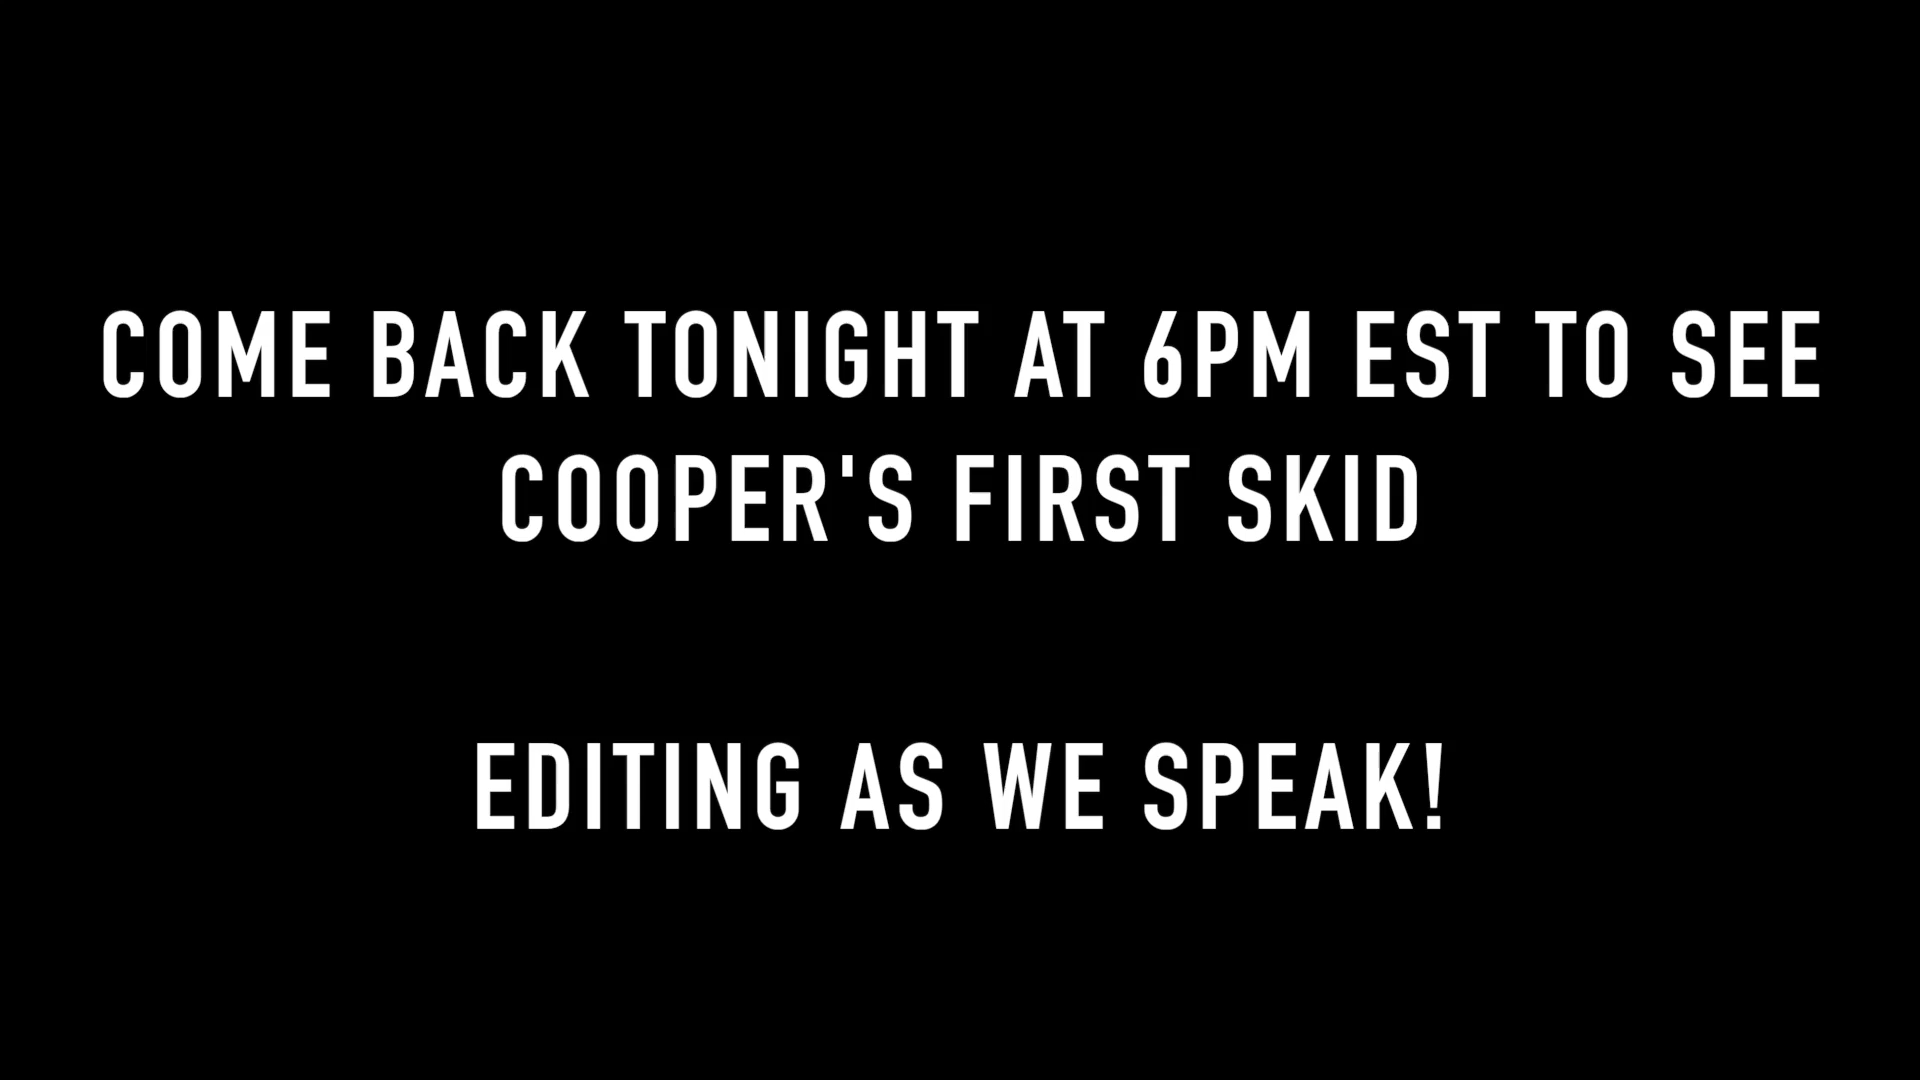 COME BACK TONIGHT AT 6PM EST TO SEE
COOPER'S FIRST SKID
EDITING AS WE SPEAK!